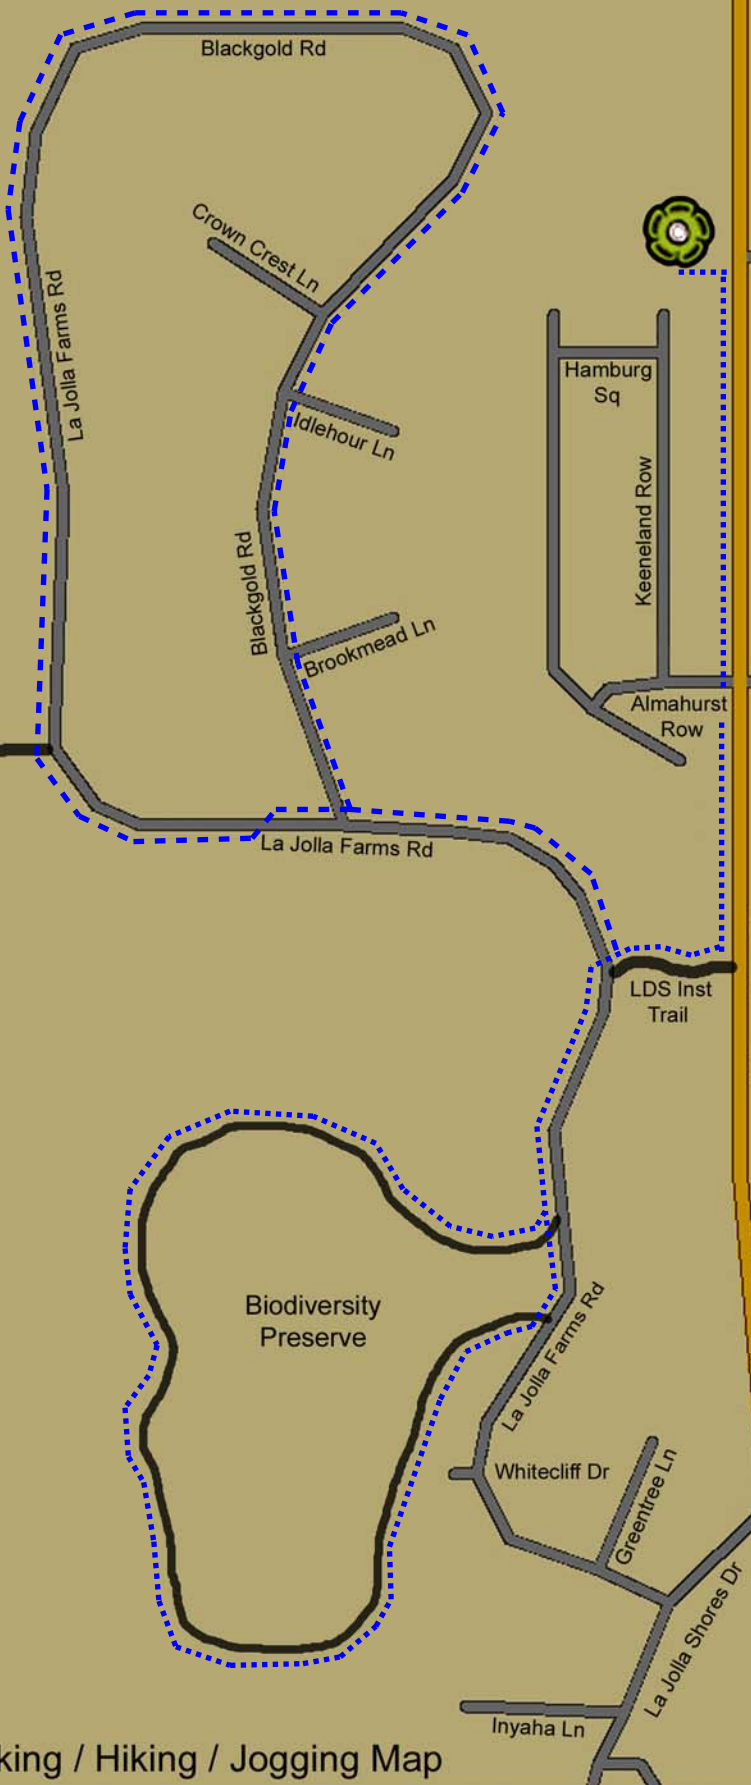 Blackgold Rd
Crown Crest Ln
La Jolla Farms Rd
Hamburg
Sq
Idlehour Ln
Keeneland Row
Blackgold Rd
Brookmead Ln
Almahurst
Row
La Jolla Farms Rd
LDS Inst
Trail
Biodiversity
Preserve
La Jolla Farms Rd
Whitecliff Dr
Greentree Ln
La Jolla Shores Dr
Inyaha Ln
king / Hiking / Jogging Map